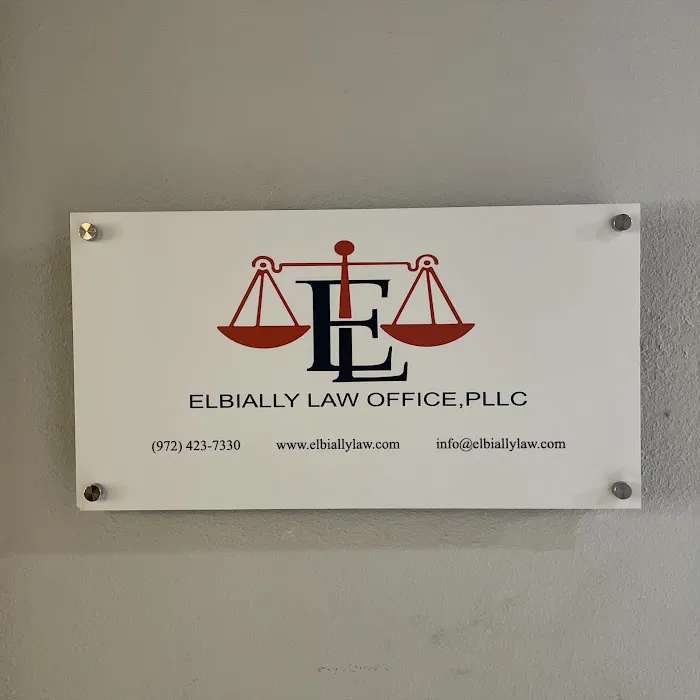 EL
ELBIALLY LAW OFFICE,PLLC
(972) 423-7330 www.elbiallylaw.com info@elbiallylaw.com